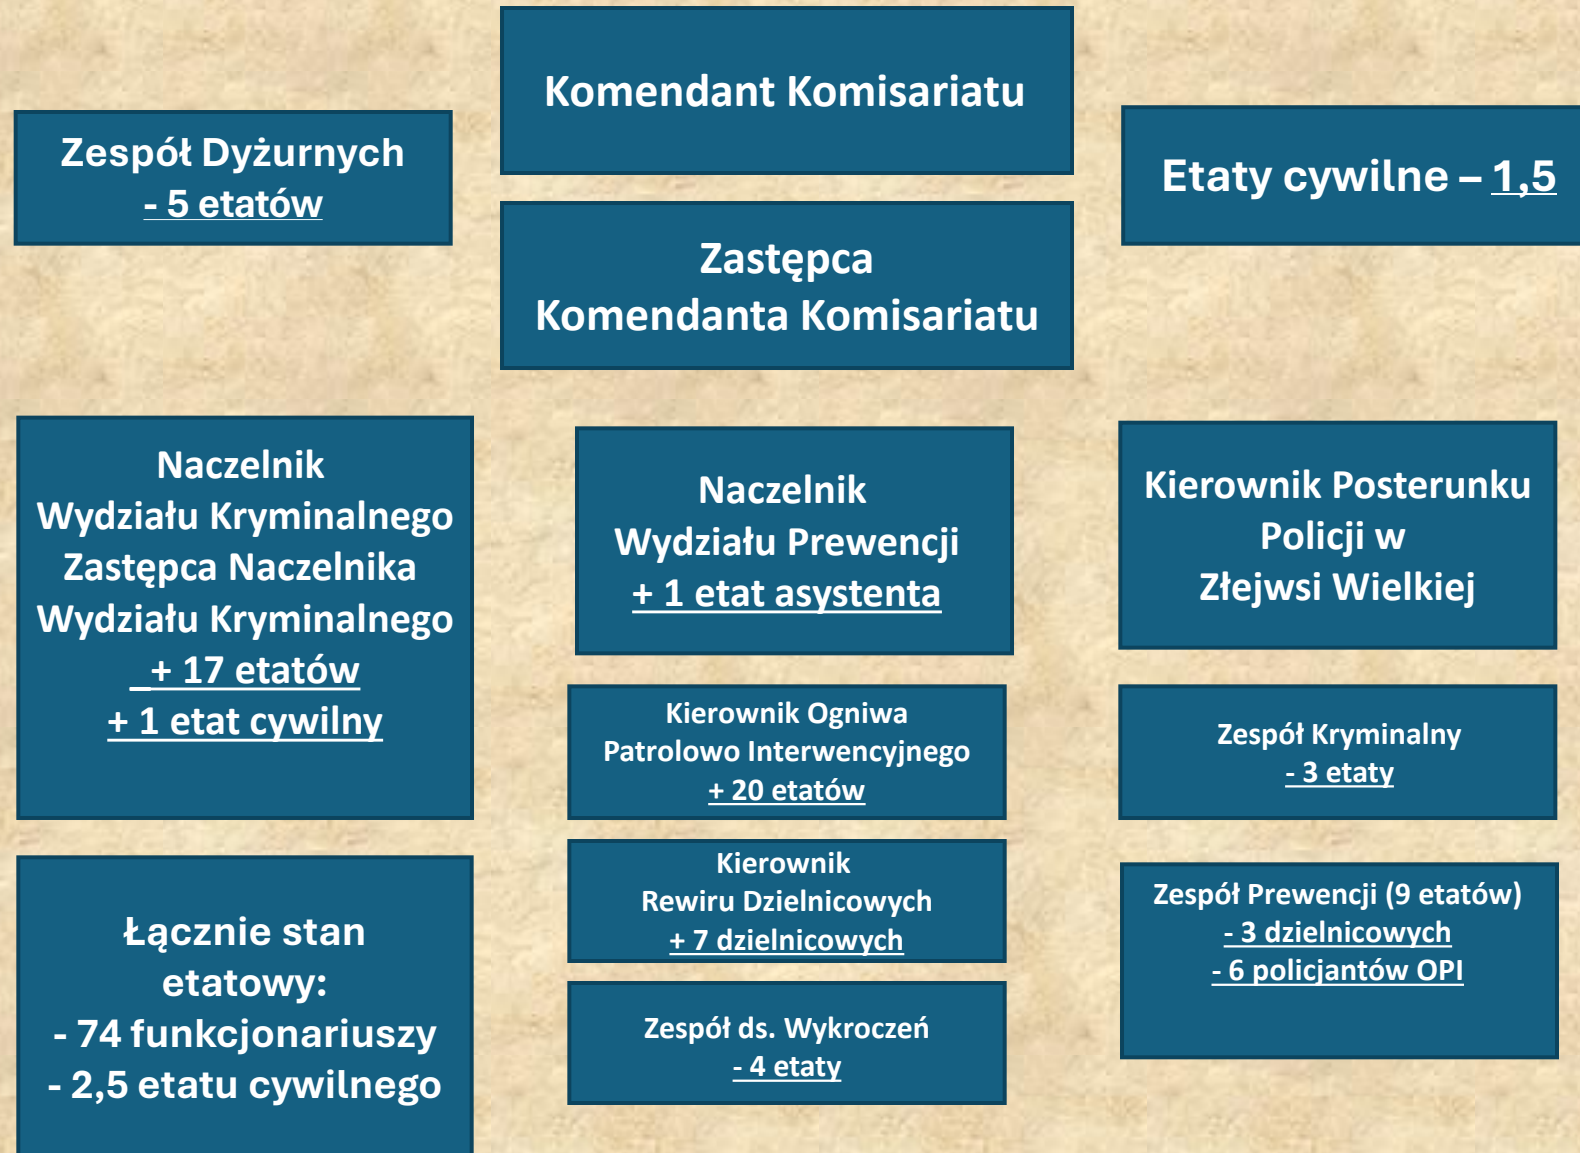 Komendant Komisariatu
Zespół Dyżurnych
- 5 etatów
Etaty cywilne – 1,5
Zastępca
Komendanta Komisariatu
Naczelnik
Wydziału Kryminalnego
Zastępca Naczelnika
Wydziału Kryminalnego
_+ 17 etatów
+ 1 etat cywilny
Naczelnik
Wydziału Prewencji
+ 1 etat asystenta
Kierownik Posterunku
Policji w
Złejwsi Wielkiej
Kierownik Ogniwa
Patrolowo Interwencyjnego
+ 20 etatów
Zespół Kryminalny
- 3 etaty
Kierownik
Rewiru Dzielnicowych
+ 7 dzielnicowych
Zespół Prewencji (9 etatów)
- 3 dzielnicowych
- 6 policjantów OPI
Łącznie stan
etatowy:
- 74 funkcjonariuszy
- 2,5 etatu cywilnego
Zespół ds. Wykroczeń
- 4 etaty